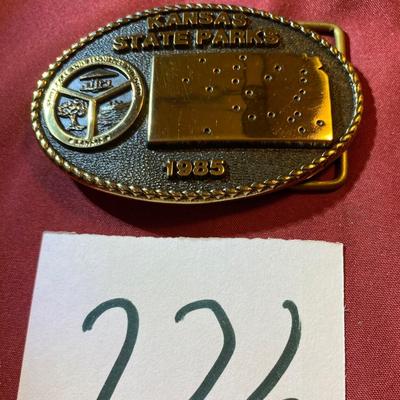 KANSAS
STATE PARKS
1985
226